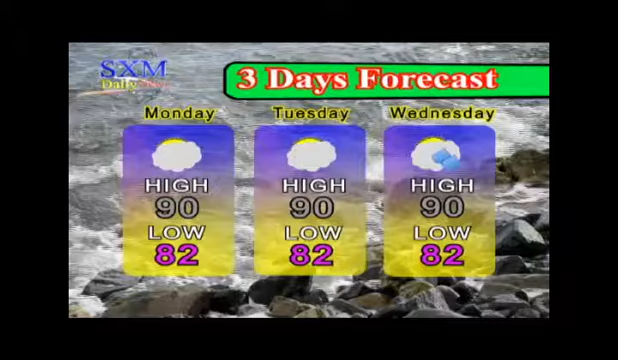 SXM
Daily News
3 Days Forecast
Monday
Tuesday
Wednesday
HIGH
90
LOW
82
HIGH
90
LOW
82
HIGH
90
LOW
82